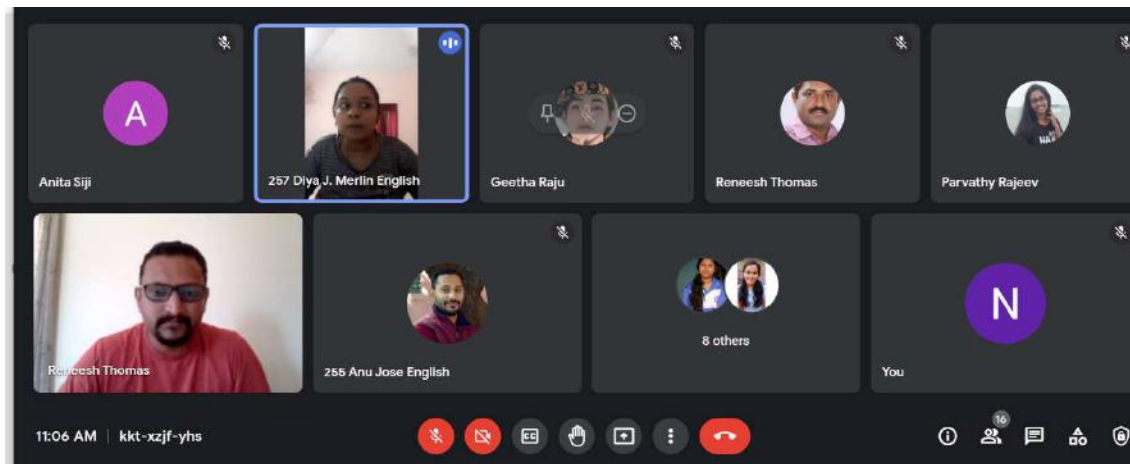 A
Anita Siji
257 Diya J. Merlin English
Geetha Raju
Reneesh Thomas
Parvathy Rajeev
Reneesh Thomas
255 Anu Jose English
8 others
N
You
11:06 AM | kkt-xzjf-yhs
CC
16